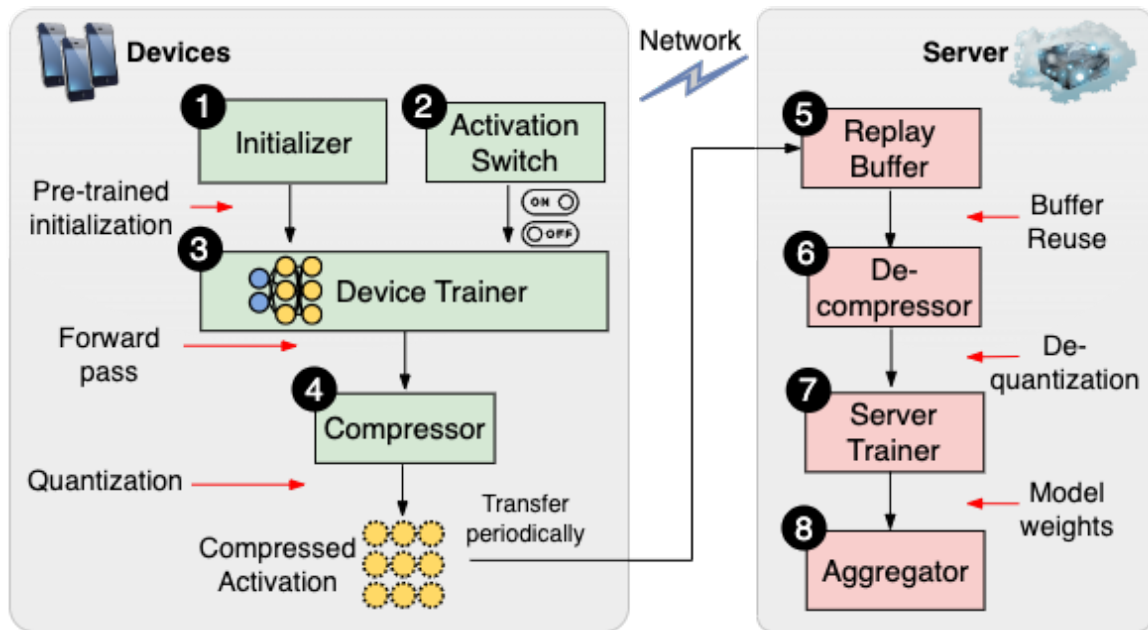 Devices
Network
Server
1
Initializer
2
Activation
Switch
Pre-trained
initialization
ON
OFF
3
Device Trainer
Forward
pass
4
Compressor
Quantization
Compressed
Activation
Transfer
periodically
5
Replay
Buffer
Buffer
Reuse
6
De-
compressor
De-
quantization
7
Server
Trainer
Model
weights
8
Aggregator